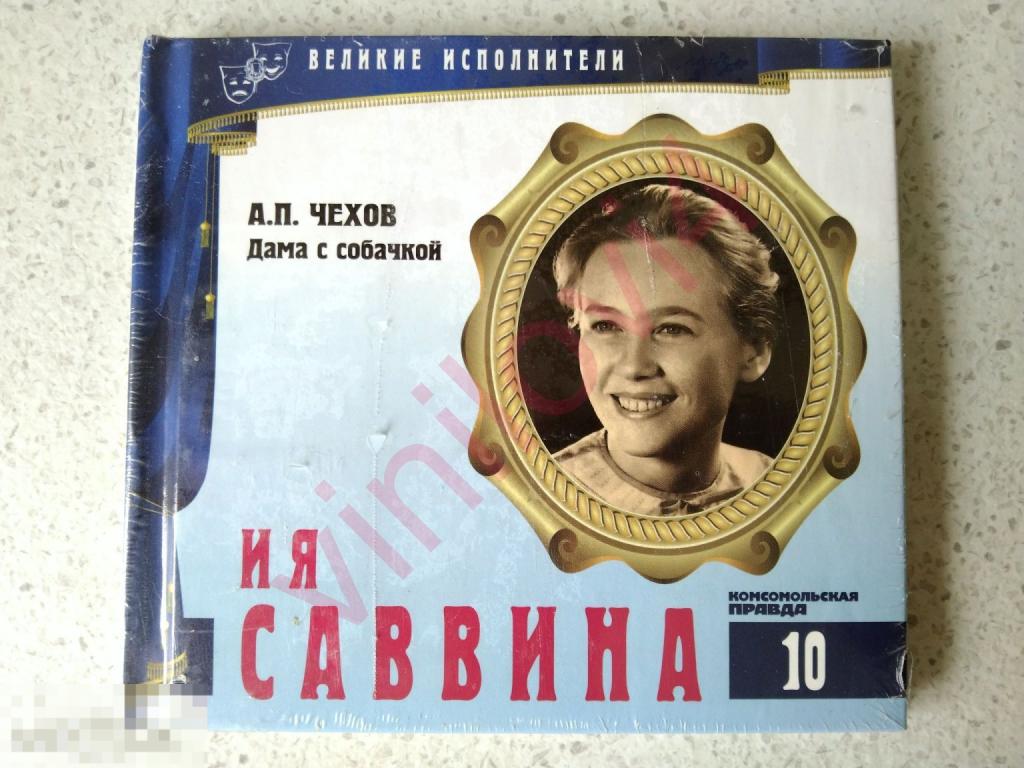 ВЕЛИКИЕ ИСПОЛНИТЕЛИ
А.П. ЧЕХОВ
Дама с собачкой
ИЯ
САВВИНА
КОМСОМОЛЬСКАЯ
ПРАВДА
10